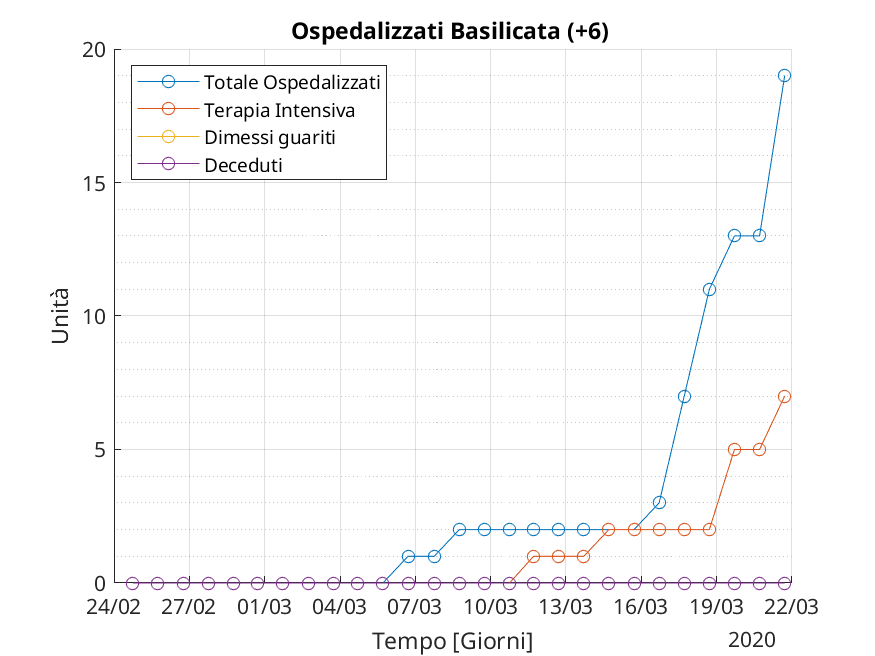 Ospedalizzati Basilicata (+6)
20
15
10
5
0
Unità
Totale Ospedalizzati
Terapia Intensiva
Dimessi guariti
Deceduti
24/02 27/02 01/03 04/03 07/03 10/03 13/03 16/03 19/03 22/03
Tempo [Giorni]
2020